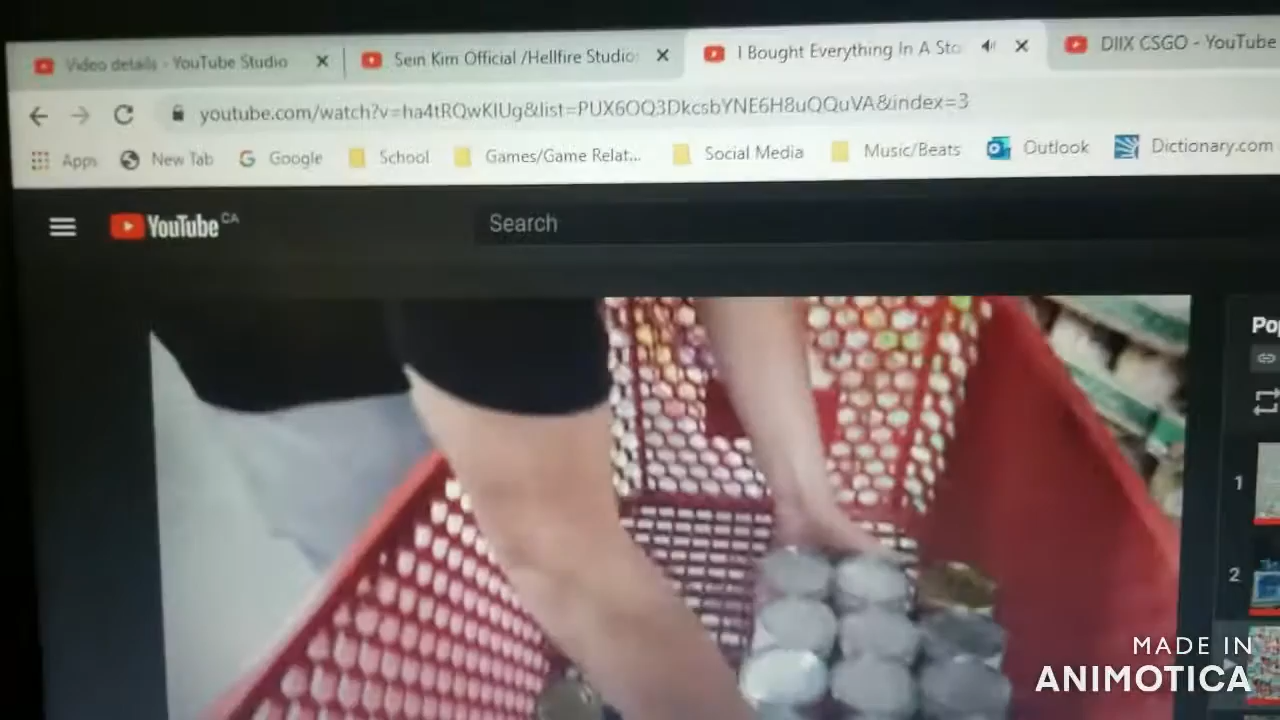 Video details - YouTube Studio
Sein Kim Official /Hellfire Studio
I Bought Everything In A Sto
DIIX CSGO - YouTube
youtube.com/watch?v=ha4tRQwKIUg&list=PUX6OQ3DkcsbYNE6H8uQQuVA&index=3
Apps New Tab Google School Games/Game Relat... Social Media Music/Beats Outlook Dictionary.com
YouTube CA
Search
1
2
MADE IN
ANIMOTICA